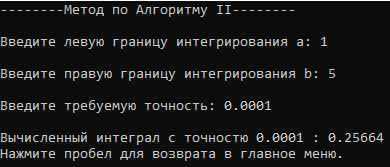 --------Метод по Алгоритму II--------
Введите левую границу интегрирования a: 1
Введите правую границу интегрирования b: 5
Введите требуемую точность: 0.0001
Вычисленный интеграл с точностю 0.0001 : 0.25664
Нажмите пробел для возврата в главное меню.